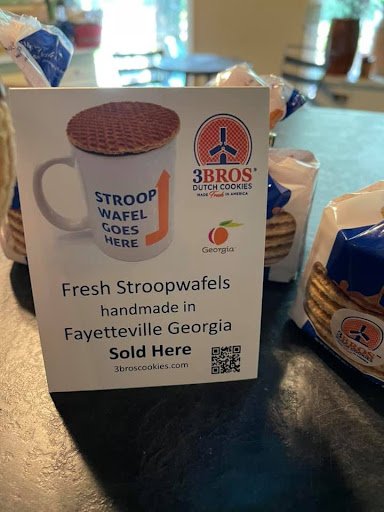 STROOP
WAFEL
GOES
HERE
3BROS®
DUTCH COOKIES
MADE Fresh IN AMERICA
Georgia
Fresh Stroopwafels
handmade in
Fayetteville Georgia
Sold Here
3broscookies.com
3BROS